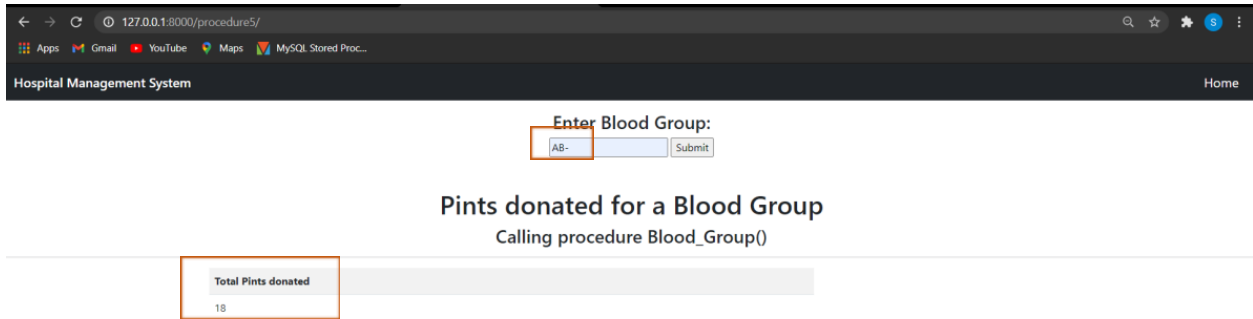 127.0.0.1:8000/procedure5/
Apps Gmail YouTube Maps MySQL Stored Proc... S
Hospital Management System Home
Enter Blood Group:
AB- Submit
Pints donated for a Blood Group
Calling procedure Blood_Group()
Total Pints donated
18